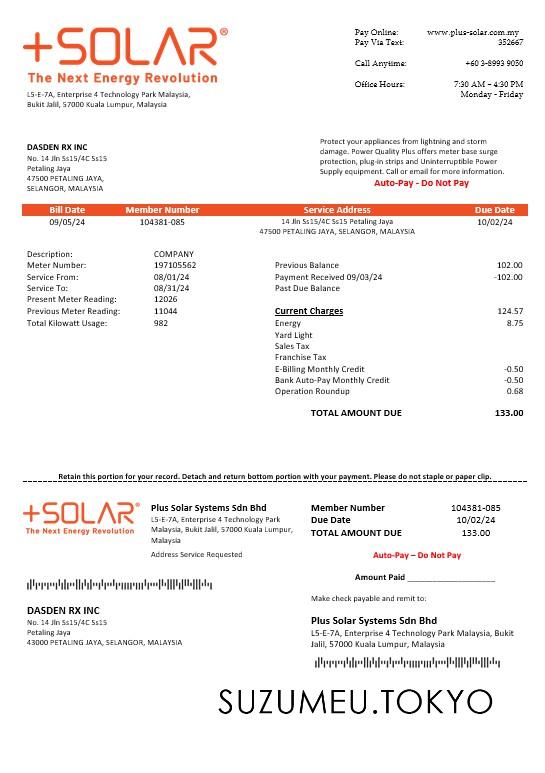 +SOLAR®
The Next Energy Revolution
L5-E-7A, Enterprise 4 Technology Park Malaysia,
Bukit Jalil, 57000 Kuala Lumpur, Malaysia
Pay Online: www.plus-solar.com.my
Pay Via Text: 352667
Call Anytime: +60 3-8993 9050
Office Hours: 7:30 AM – 4:30 PM
Monday - Friday
DASDEN RX INC
No. 14 Jln Ss15/4C Ss15
Petaling Jaya
47500 PETALING JAYA,
SELANGOR, MALAYSIA
Protect your appliances from lightning and storm
damage. Power Quality Plus offers meter base surge
protection, plug-in strips and Uninterruptible Power
Supply equipment. Call or email for more information.
Auto-Pay - Do Not Pay
Bill Date Member Number Service Address Due Date
09/05/24 104381-085 14 Jln Ss15/4C Ss15 Petaling Jaya 10/02/24
47500 PETALING JAYA, SELANGOR, MALAYSIA
Description: COMPANY
Meter Number: 197105562
Service From: 08/01/24
Service To: 08/31/24
Present Meter Reading: 12026
Previous Meter Reading: 11044
Total Kilowatt Usage: 982
Previous Balance 102.00
Payment Received 09/03/24 -102.00
Past Due Balance
Current Charges 124.57
Energy 8.75
Yard Light
Sales Tax
Franchise Tax
E-Billing Monthly Credit -0.50
Bank Auto-Pay Monthly Credit -0.50
Operation Roundup 0.68
TOTAL AMOUNT DUE 133.00
Retain this portion for your record. Detach and return bottom portion with your payment. Please do not staple or paper clip.
+SOLAR®
The Next Energy Revolution
Plus Solar Systems Sdn Bhd
L5-E-7A, Enterprise 4 Technology Park
Malaysia, Bukit Jalil, 57000 Kuala Lumpur,
Malaysia
Address Service Requested
Member Number 104381-085
Due Date 10/02/24
TOTAL AMOUNT DUE 133.00
Auto-Pay – Do Not Pay
Amount Paid ____________________
Make check payable and remit to:
DASDEN RX INC
No. 14 Jln Ss15/4C Ss15
Petaling Jaya
43000 PETALING JAYA, SELANGOR, MALAYSIA
Plus Solar Systems Sdn Bhd
L5-E-7A, Enterprise 4 Technology Park Malaysia, Bukit
Jalil, 57000 Kuala Lumpur, Malaysia
SUZUMEU.TOKYO